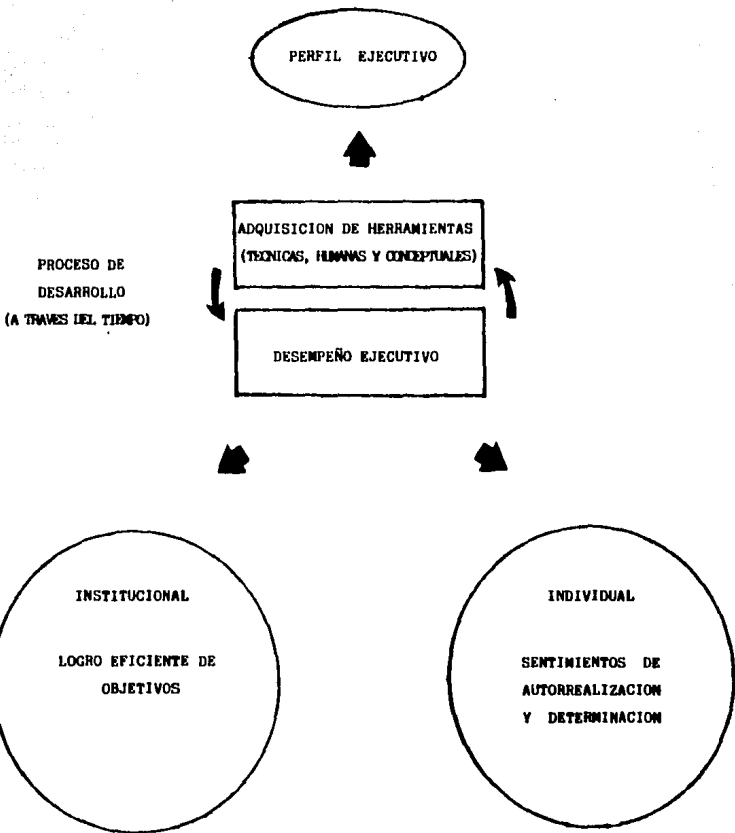 PERFIL EJECUTIVO
ADQUISICION DE HERRAMIENTAS
(TECNICAS, HUMANAS Y CONCEPTUALES)
PROCESO DE
DESARROLLO
(A TRAVES DEL TIEMPO)
DESEMPEÑO EJECUTIVO
INSTITUCIONAL
LOGRO EFICIENTE DE
OBJETIVOS
INDIVIDUAL
SENTIMIENTOS DE
AUTORREALIZACION
Y DETERMINACION